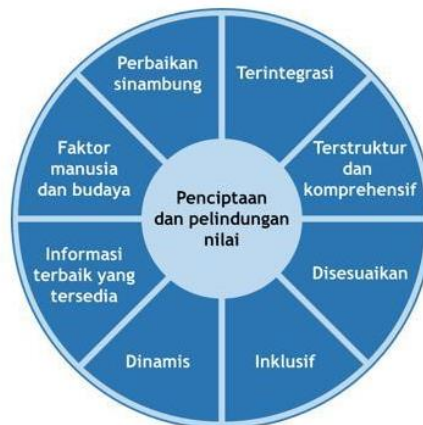 Perbaikan
sinambung
Terintegrasi
Terstruktur
dan
komprehensif
Disesuaikan
Inklusif
Dinamis
Informasi
terbaik yang
tersedia
Faktor
manusia
dan budaya
Penciptaan
dan pelindungan
nilai